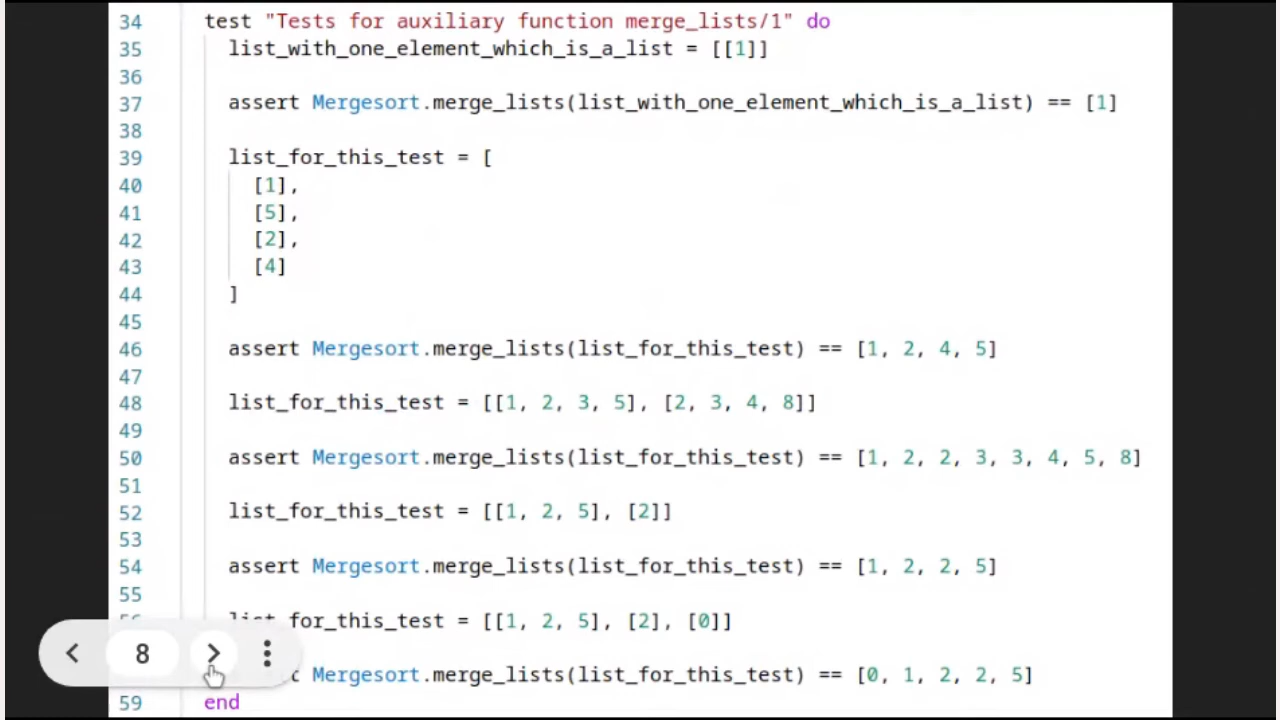 34 test "Tests for auxiliary function merge_lists/1" do
35 list_with_one_element_which_is_a_list = [[1]]
36
37 assert Mergesort.merge_lists(list_with_one_element_which_is_a_list) == [1]
38
39 list_for_this_test = [
40 [1],
41 [5],
42 [2],
43 [4]
44 ]
45
46 assert Mergesort.merge_lists(list_for_this_test) == [1, 2, 4, 5]
47
48 list_for_this_test = [[1, 2, 3, 5], [2, 3, 4, 8]]
49
50 assert Mergesort.merge_lists(list_for_this_test) == [1, 2, 2, 3, 3, 4, 5, 8]
51
52 list_for_this_test = [[1, 2, 5], [2]]
53
54 assert Mergesort.merge_lists(list_for_this_test) == [1, 2, 2, 5]
55
56 list_for_this_test = [[1, 2, 5], [2], [0]]
8
Mergesort.merge_lists(list_for_this_test) == [0, 1, 2, 2, 5]
59 end